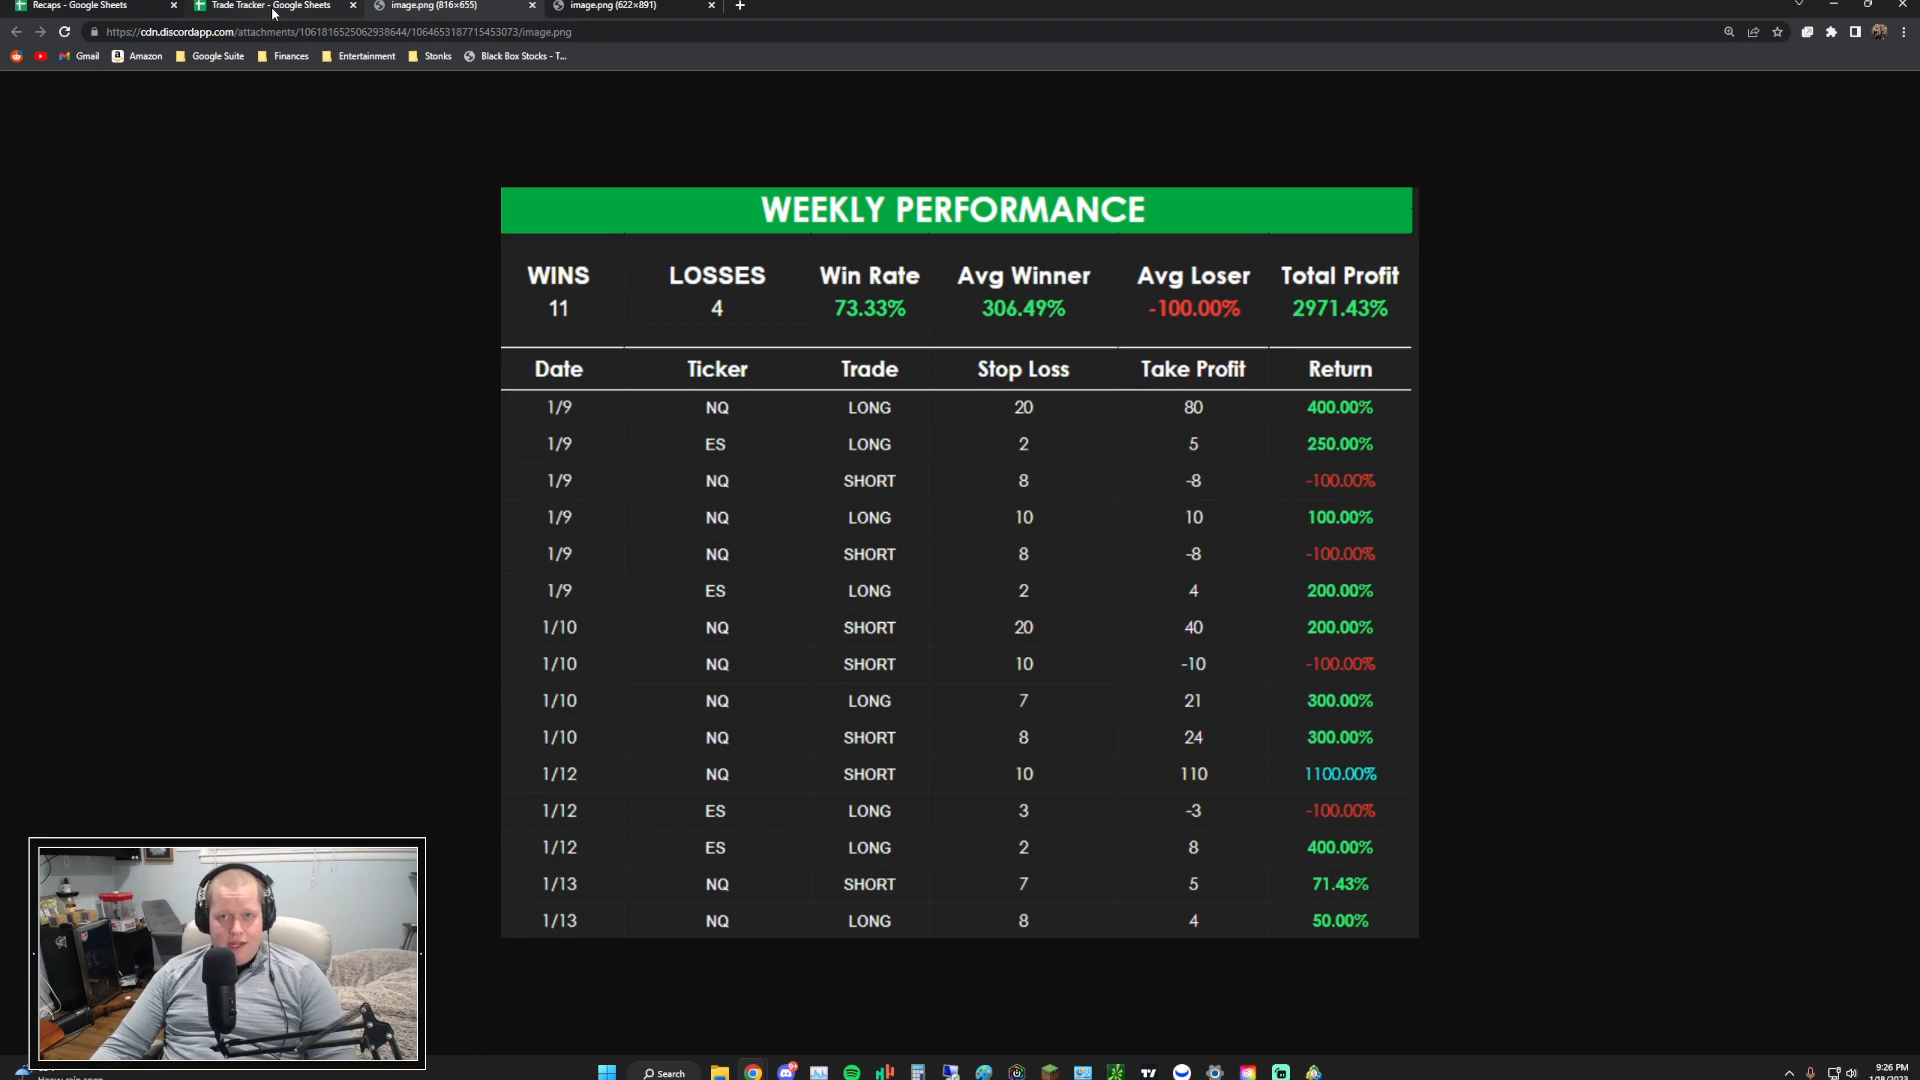 Recaps - Google Sheets
Trade Tracker - Google Sheets
image.png (816×655)
image.png (622×891)
https://cdn.discordapp.com/attachments/1061816525062938644/1064653187715453073/image.png
Gmail
Amazon
Google Suite
Finances
Entertainment
Stonks
Black Box Stocks - T...
WEEKLY PERFORMANCE
WINS LOSSES Win Rate Avg Winner Avg Loser Total Profit
11 4 73.33% 306.49% -100.00% 2971.43%
Date Ticker Trade Stop Loss Take Profit Return
1/9 NQ LONG 20 80 400.00%
1/9 ES LONG 2 5 250.00%
1/9 NQ SHORT 8 -8 -100.00%
1/9 NQ LONG 10 10 100.00%
1/9 NQ SHORT 8 -8 -100.00%
1/9 ES LONG 2 4 200.00%
1/10 NQ SHORT 20 40 200.00%
1/10 NQ SHORT 10 -10 -100.00%
1/10 NQ LONG 7 21 300.00%
1/10 NQ SHORT 8 24 300.00%
1/12 NQ SHORT 10 110 1100.00%
1/12 ES LONG 3 -3 -100.00%
1/12 ES LONG 2 8 400.00%
1/13 NQ SHORT 7 5 71.43%
1/13 NQ LONG 8 4 50.00%
Search
9:26 PM